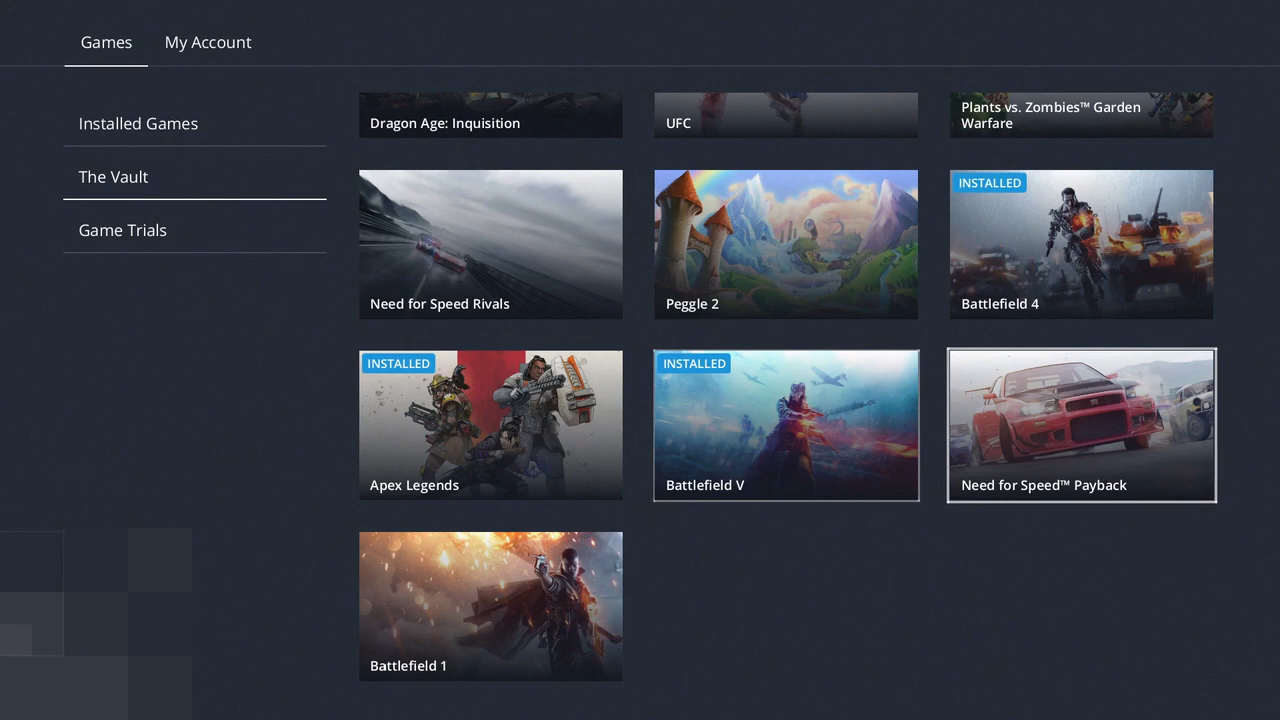 Games
My Account
Installed Games
The Vault
Game Trials
Dragon Age: Inquisition
UFC
Plants vs. Zombies™ Garden
Warfare
Need for Speed Rivals
Peggle 2
INSTALLED
Battlefield 4
INSTALLED
Apex Legends
INSTALLED
Battlefield V
Need for Speed™ Payback
Battlefield 1